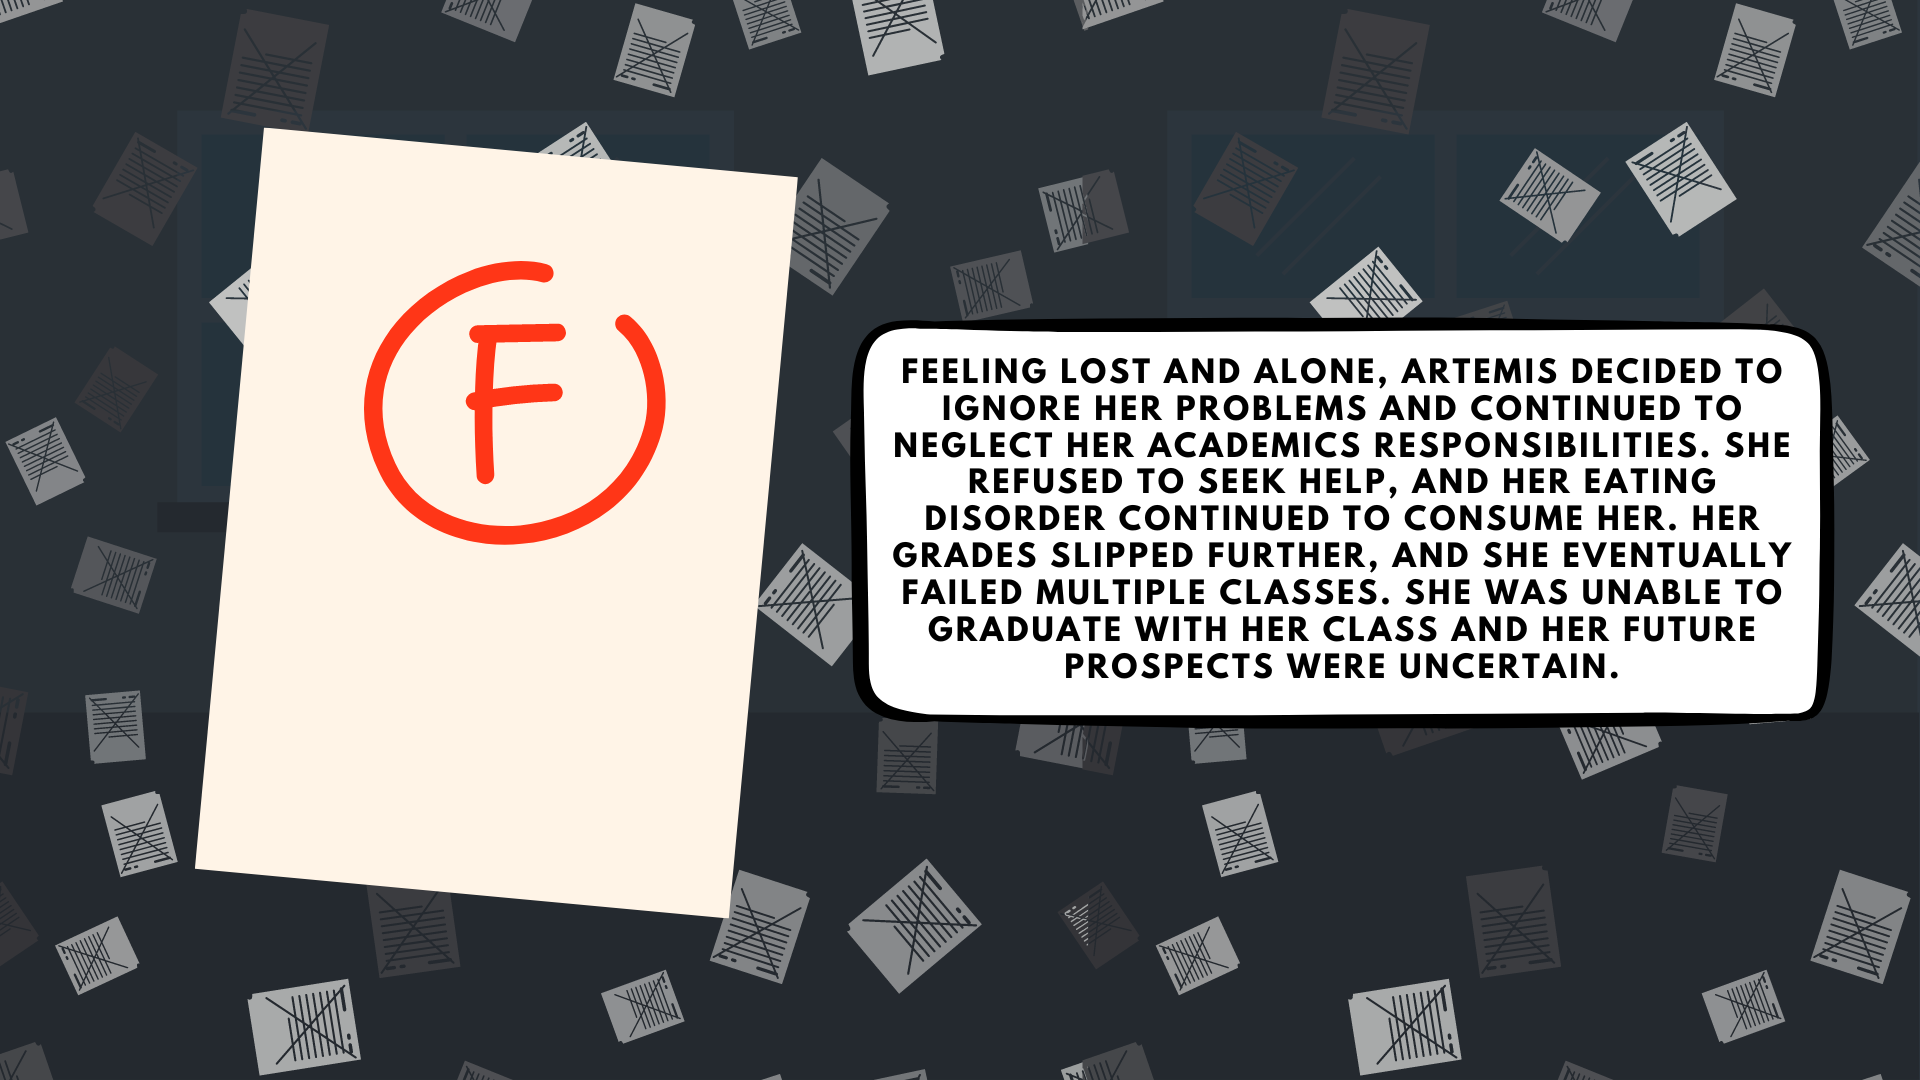 F
FEELING LOST AND ALONE, ARTEMIS DECIDED TO
IGNORE HER PROBLEMS AND CONTINUED TO
NEGLECT HER ACADEMICS RESPONSIBILITIES. SHE
REFUSED TO SEEK HELP, AND HER EATING
DISORDER CONTINUED TO CONSUME HER. HER
GRADES SLIPPED FURTHER, AND SHE EVENTUALLY
FAILED MULTIPLE CLASSES. SHE WAS UNABLE TO
GRADUATE WITH HER CLASS AND HER FUTURE
PROSPECTS WERE UNCERTAIN.